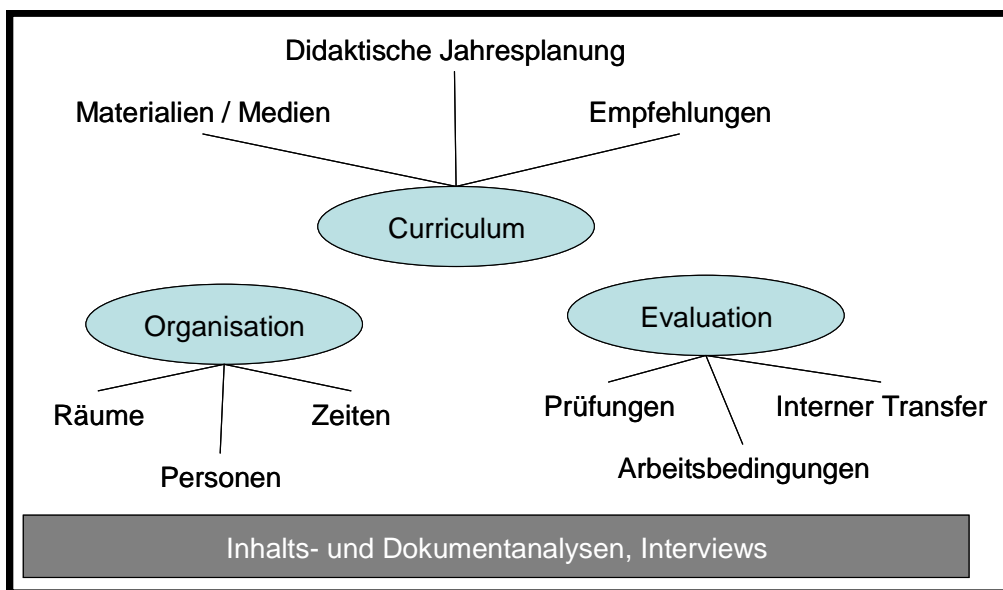 Didaktische Jahresplanung
Materialien / Medien
Empfehlungen
Curriculum
Organisation
Evaluation
Räume
Zeiten
Personen
Prüfungen
Interner Transfer
Arbeitsbedingungen
Inhalts- und Dokumentanalysen, Interviews